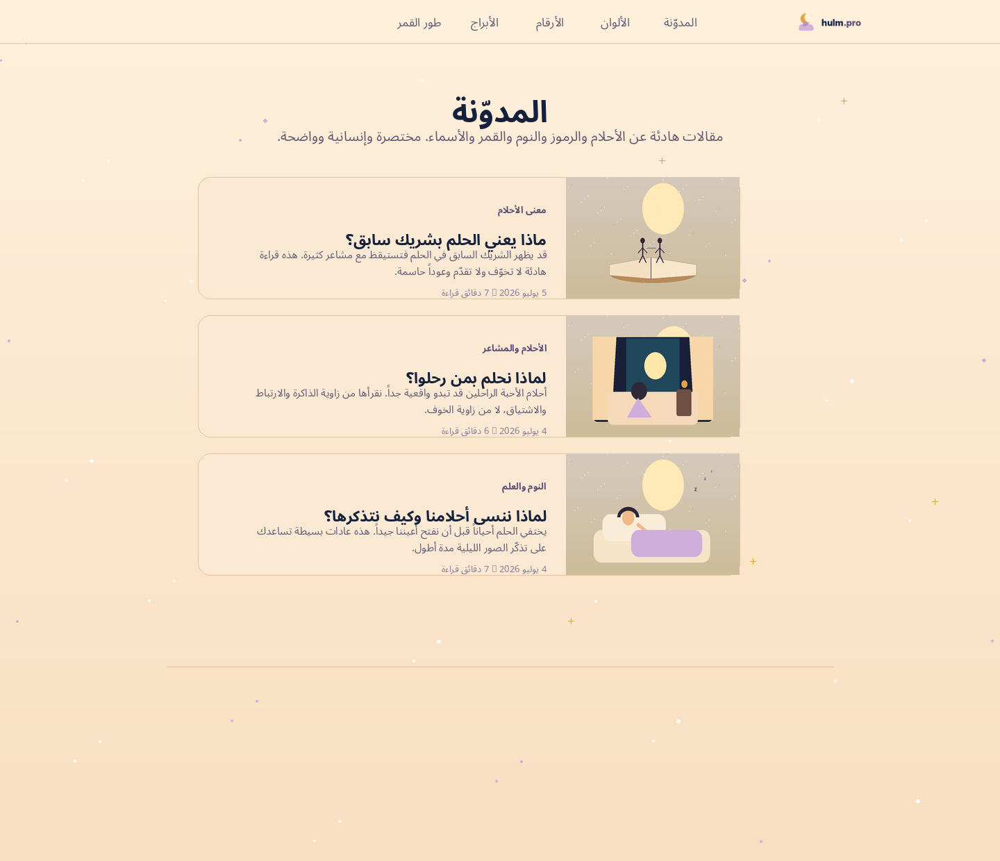 hulm.pro
المدوّنة
الألوان
الأرقام
الأبراج
طور القمر
المدوّنة
مقالات هادئة عن الأحلام والرموز والنوم والقمر والأسماء. مختصرة وإنسانية وواضحة.
معنى الأحلام
ماذا يعني الحلم بشريك سابق؟
قد يظهر الشريك السابق في الحلم فتستيقظ مع مشاعر كثيرة. هذه قراءة
هادئة لا تخوّف ولا تقدّم وعوداً حاسمة.
5 يوليو 2026 ▯ 7 دقائق قراءة
الأحلام والمشاعر
لماذا نحلم بمن رحلوا؟
أحلام الأحبة الراحلين قد تبدو واقعية جداً. نقرأها من زاوية الذاكرة والارتباط
والاشتياق، لا من زاوية الخوف.
4 يوليو 2026 ▯ 6 دقائق قراءة
z z z
النوم والعلم
لماذا ننسى أحلامنا وكيف نتذكرها؟
يختفي الحلم أحياناً قبل أن نفتح أعيننا جيداً. هذه عادات بسيطة تساعدك
على تذكّر الصور الليلية مدة أطول.
4 يوليو 2026 ▯ 7 دقائق قراءة